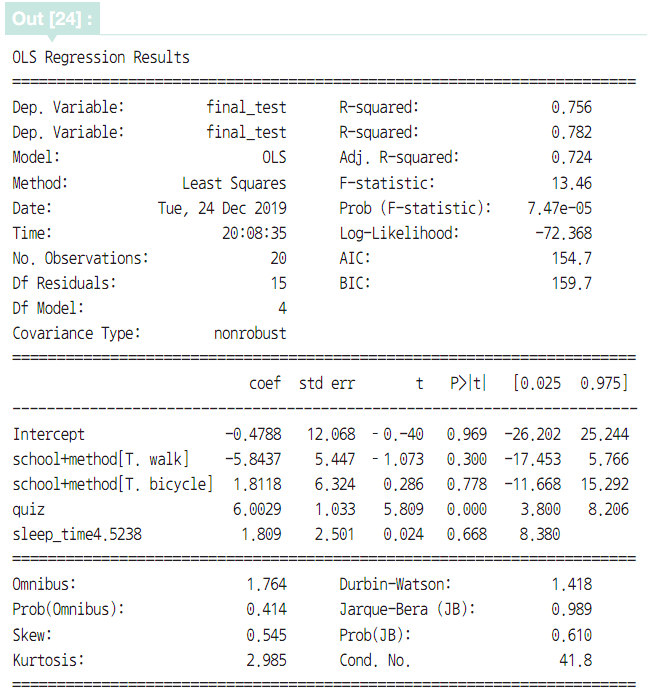 Out [24] :
OLS Regression Results
==============================================================================
Dep. Variable: final_test R-squared: 0.756
Dep. Variable: final_test R-squared: 0.782
Model: OLS Adj. R-squared: 0.724
Method: Least Squares F-statistic: 13.46
Date: Tue, 24 Dec 2019 Prob (F-statistic): 7.47e-05
Time: 20:08:35 Log-Likelihood: -72.368
No. Observations: 20 AIC: 154.7
Df Residuals: 15 BIC: 159.7
Df Model: 4
Covariance Type: nonrobust
==============================================================================
coef std err t P>|t| [0.025 0.975]
------------------------------------------------------------------------------
Intercept -0.4788 12.068 -0.-40 0.969 -26.202 25.244
school+method[T. walk] -5.8437 5.447 -1.073 0.300 -17.453 5.766
school+method[T. bicycle] 1.8118 6.324 0.286 0.778 -11.668 15.292
quiz 6.0029 1.033 5.809 0.000 3.800 8.206
sleep_time4.5238 1.809 2.501 0.024 0.668 8.380
==============================================================================
Omnibus: 1.764 Durbin-Watson: 1.418
Prob(Omnibus): 0.414 Jarque-Bera (JB): 0.989
Skew: 0.545 Prob(JB): 0.610
Kurtosis: 2.985 Cond. No. 41.8
==============================================================================